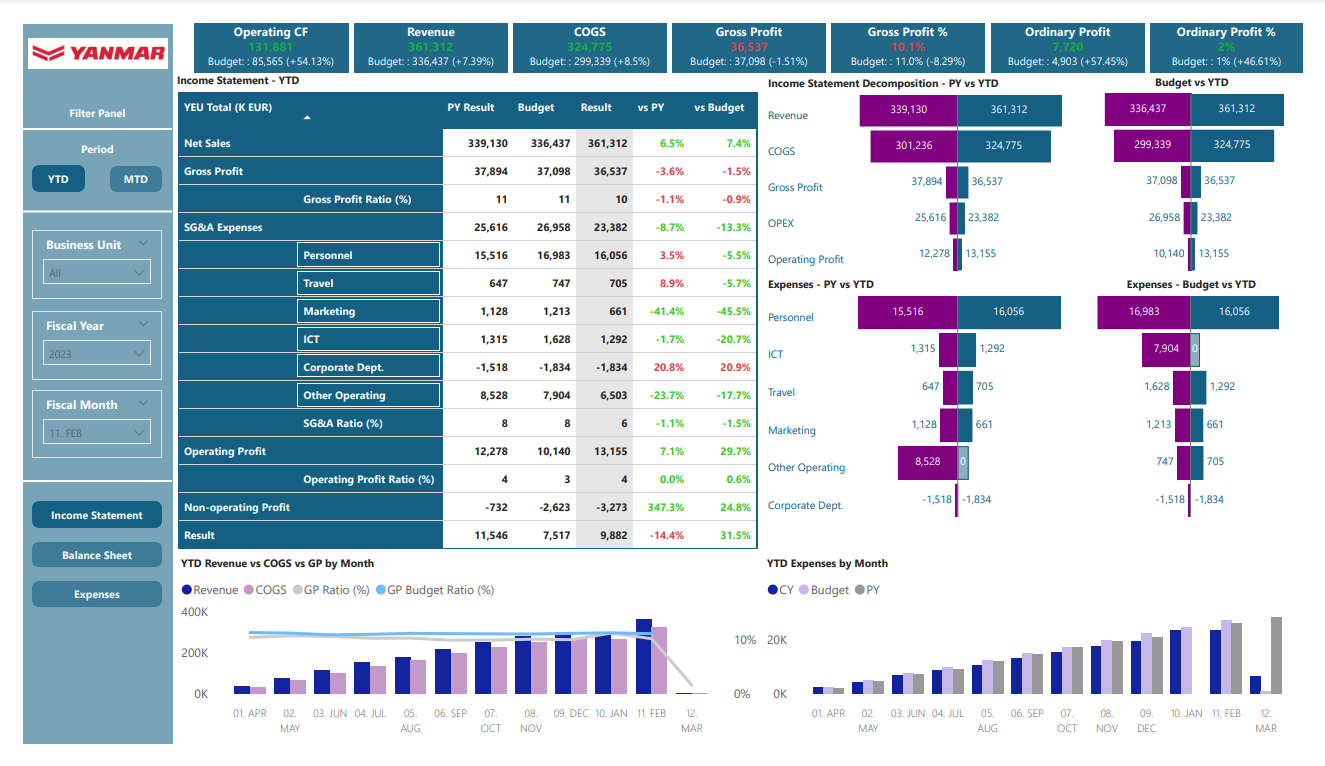 YANMAR
Filter Panel
Period
YTD MTD
Business Unit
All
Fiscal Year
2023
Fiscal Month
11. FEB
Income Statement
Balance Sheet
Expenses
Operating CF
131,881
Budget: : 85,565 (+54.13%)
Revenue
361,312
Budget: : 336,437 (+7.39%)
COGS
324,775
Budget: : 299,339 (+8.5%)
Gross Profit
36,537
Budget: : 37,098 (-1.51%)
Gross Profit %
10.1%
Budget: : 11.0% (-8.29%)
Ordinary Profit
7,720
Budget: : 4,903 (+57.45%)
Ordinary Profit %
2%
Budget: : 1% (+46.61%)
Income Statement - YTD
YEU Total (K EUR) PY Result Budget Result vs PY vs Budget
Net Sales 339,130 336,437 361,312 6.5% 7.4%
Gross Profit 37,894 37,098 36,537 -3.6% -1.5%
Gross Profit Ratio (%) 11 11 10 -1.1% -0.9%
SG&A Expenses 25,616 26,958 23,382 -8.7% -13.3%
Personnel 15,516 16,983 16,056 3.5% -5.5%
Travel 647 747 705 8.9% -5.7%
Marketing 1,128 1,213 661 -41.4% -45.5%
ICT 1,315 1,628 1,292 -1.7% -20.7%
Corporate Dept. -1,518 -1,834 -1,834 20.8% 20.9%
Other Operating 8,528 7,904 6,503 -23.7% -17.7%
SG&A Ratio (%) 8 8 6 -1.1% -1.5%
Operating Profit 12,278 10,140 13,155 7.1% 29.7%
Operating Profit Ratio (%) 4 3 4 0.0% 0.6%
Non-operating Profit -732 -2,623 -3,273 347.3% 24.8%
Result 11,546 7,517 9,882 -14.4% 31.5%
Income Statement Decomposition - PY vs YTD
Revenue 339,130 361,312
COGS 301,236 324,775
Gross Profit 37,894 36,537
OPEX 25,616 23,382
Operating Profit 12,278 13,155
Budget vs YTD
336,437 361,312
299,339 324,775
37,098 36,537
26,958 23,382
10,140 13,155
Expenses - PY vs YTD
Personnel 15,516 16,056
ICT 1,315 1,292
Travel 647 705
Marketing 1,128 661
Other Operating 8,528 0
Corporate Dept. -1,518 -1,834
Expenses - Budget vs YTD
16,983 16,056
7,904 0
1,628 1,292
1,213 661
747 705
-1,518 -1,834
YTD Revenue vs COGS vs GP by Month
Revenue COGS GP Ratio (%) GP Budget Ratio (%)
400K
200K 10%
0K 0%
01. APR 02. MAY 03. JUN 04. JUL 05. AUG 06. SEP 07. OCT 08. NOV 09. DEC 10. JAN 11. FEB 12. MAR
YTD Expenses by Month
CY Budget PY
20K
0K
01. APR 02. MAY 03. JUN 04. JUL 05. AUG 06. SEP 07. OCT 08. NOV 09. DEC 10. JAN 11. FEB 12. MAR